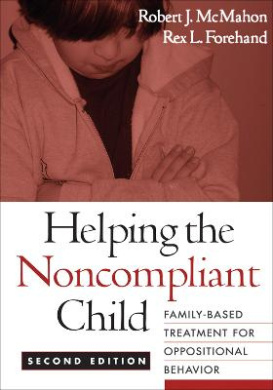 Robert J. McMahon
Rex L. Forehand
Helping the
Noncompliant
Child
SECOND EDITION
FAMILY-BASED
TREATMENT FOR
OPPOSITIONAL
BEHAVIOR